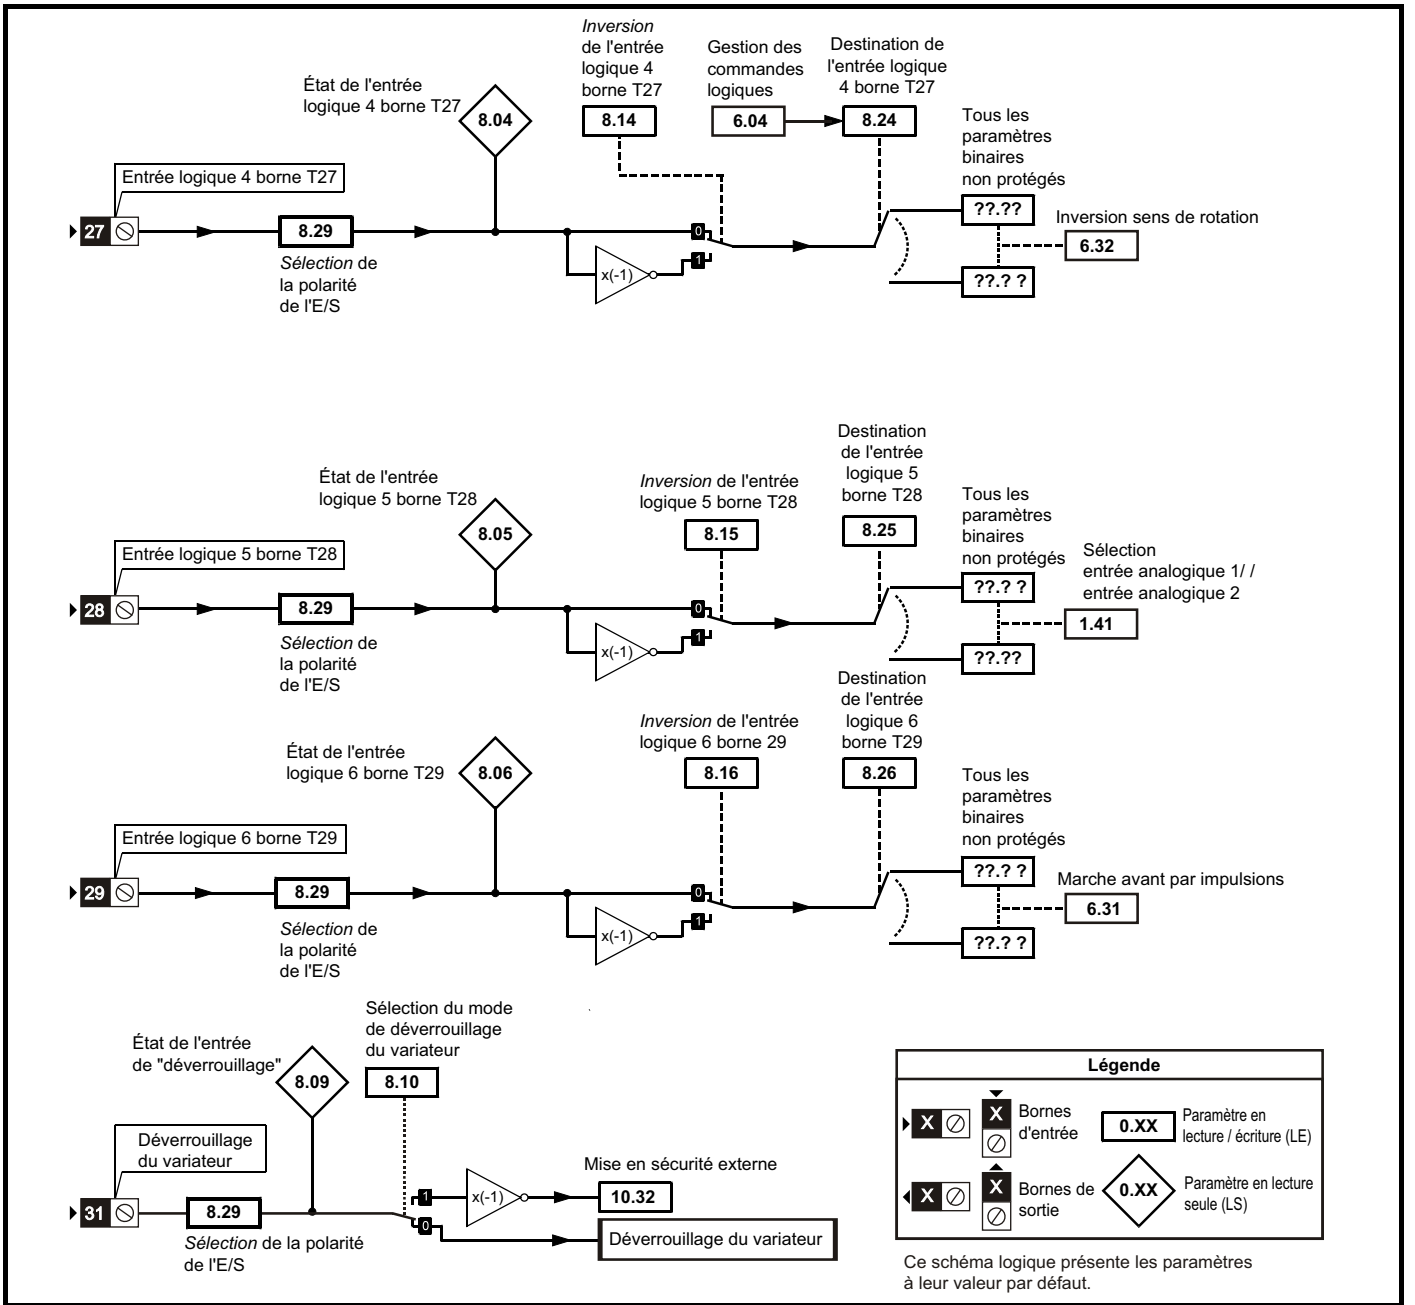 Inversion
de l'entrée
logique 4
borne T27
Gestion des
commandes
logiques
Destination de
l'entrée logique
4 borne T27
État de l'entrée
logique 4 borne T27
8.04
8.14
6.04
8.24
Tous les
paramètres
binaires
non protégés
Entrée logique 4 borne T27
27
8.29
Sélection de
la polarité
de l'E/S
0
1
x(-1)
??.??
Inversion sens de rotation
6.32
??.? ?
État de l'entrée
logique 5 borne T28
8.05
Inversion de l'entrée
logique 5 borne T28
8.15
Destination
de l'entrée
logique 5
borne T28
8.25
Tous les
paramètres
binaires
non protégés
Entrée logique 5 borne T28
28
8.29
Sélection de
la polarité
de l'E/S
0
1
x(-1)
??.? ?
Sélection
entrée analogique 1/ /
entrée analogique 2
1.41
??.??
État de l'entrée
logique 6 borne T29
8.06
Inversion de l'entrée
logique 6 borne 29
8.16
Destination
de l'entrée
logique 6
borne T29
8.26
Tous les
paramètres
binaires
non protégés
Entrée logique 6 borne T29
29
8.29
Sélection de
la polarité
de l'E/S
0
1
x(-1)
??.? ?
Marche avant par impulsions
6.31
??.? ?
État de l'entrée
de "déverrouillage"
8.09
Sélection du mode
de déverrouillage
du variateur
8.10
Déverrouillage
du variateur
31
8.29
Sélection de la polarité
de l'E/S
1
0
x(-1)
Mise en sécurité externe
10.32
Déverrouillage du variateur
Légende
X
X
Bornes
d'entrée
0.XX
Paramètre en
lecture / écriture (LE)
X
X
Bornes de
sortie
0.XX
Paramètre en lecture
seule (LS)
Ce schéma logique présente les paramètres
à leur valeur par défaut.